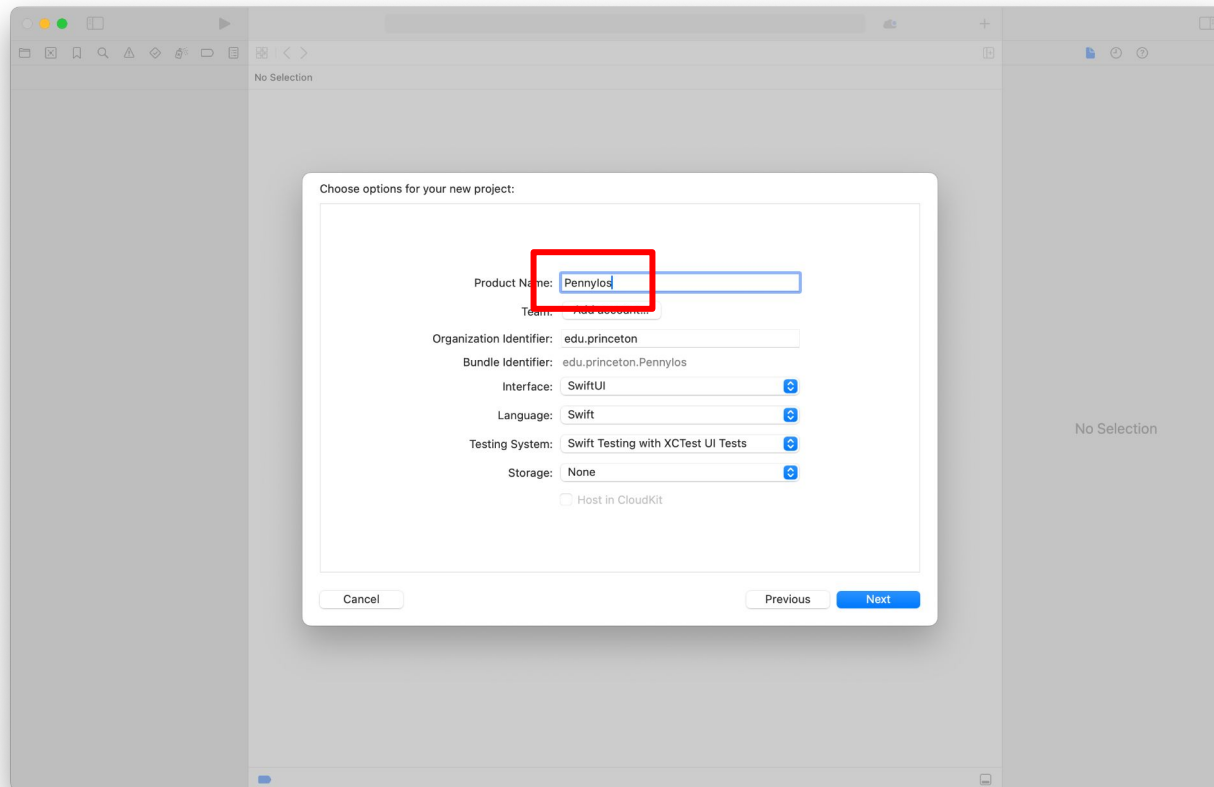 No Selection
Choose options for your new project:
Product Name: Pennylos
Team: Add account...
Organization Identifier: edu.princeton
Bundle Identifier: edu.princeton.Pennylos
Interface: SwiftUI
Language: Swift
Testing System: Swift Testing with XCTest UI Tests
Storage: None
Host in CloudKit
No Selection
Cancel
Previous
Next